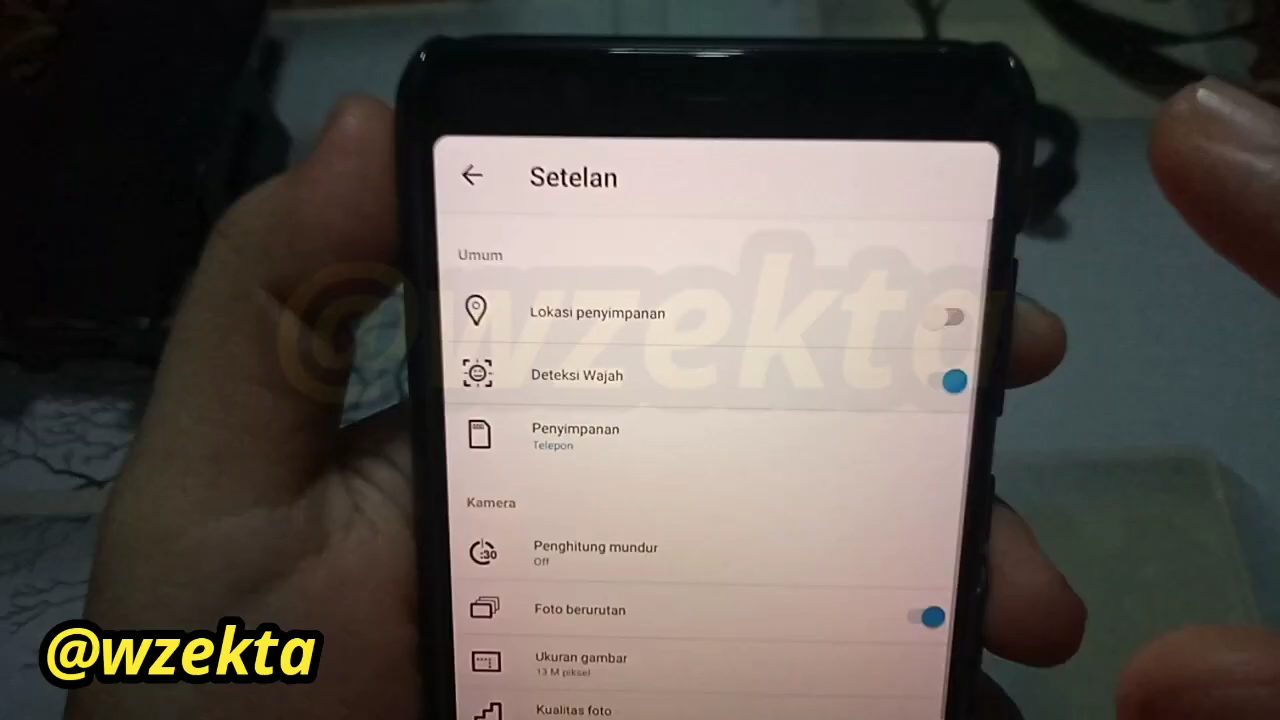 Setelan
Umum
Lokasi penyimpanan
Deteksi Wajah
Penyimpanan
Telepon
Kamera
Penghitung mundur
Off
:30
Foto berurutan
Ukuran gambar
13 M piksel
Kualitas foto
@wzekta
@wzekta